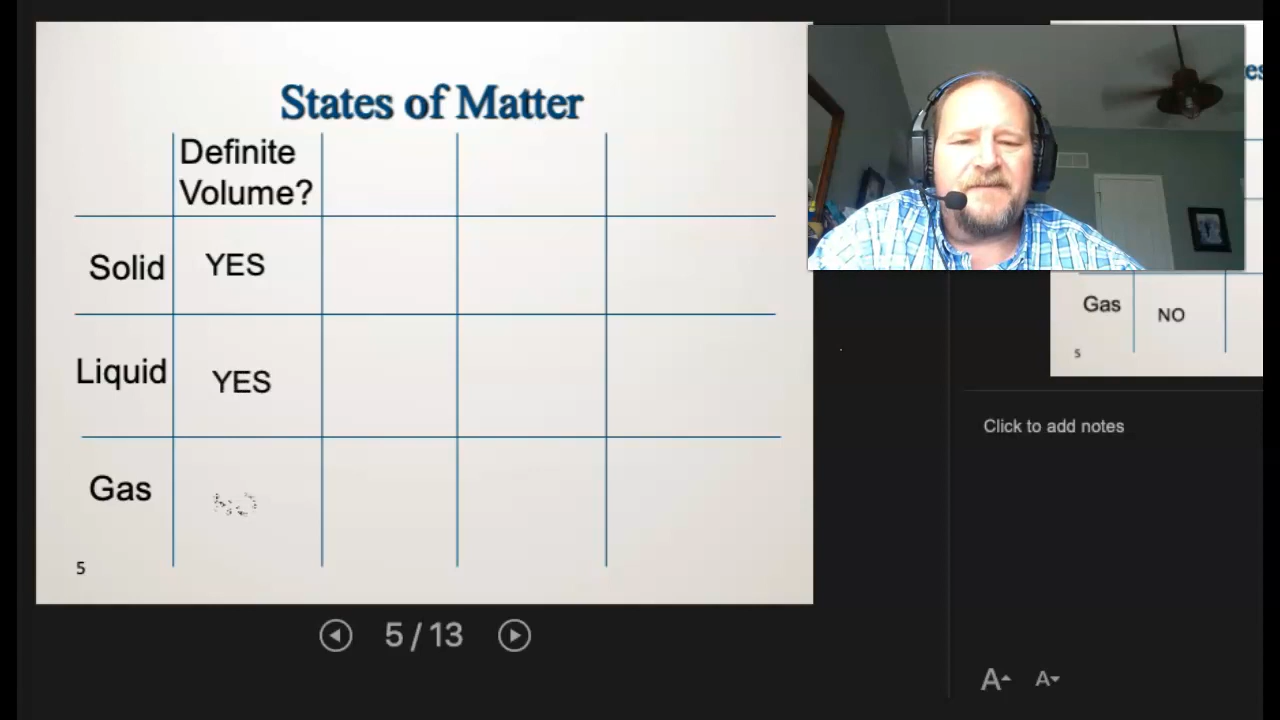 States of Matter
Definite
Volume?
Solid YES
Liquid YES
Gas
5
5 / 13
es
Gas NO
5
Click to add notes
A A